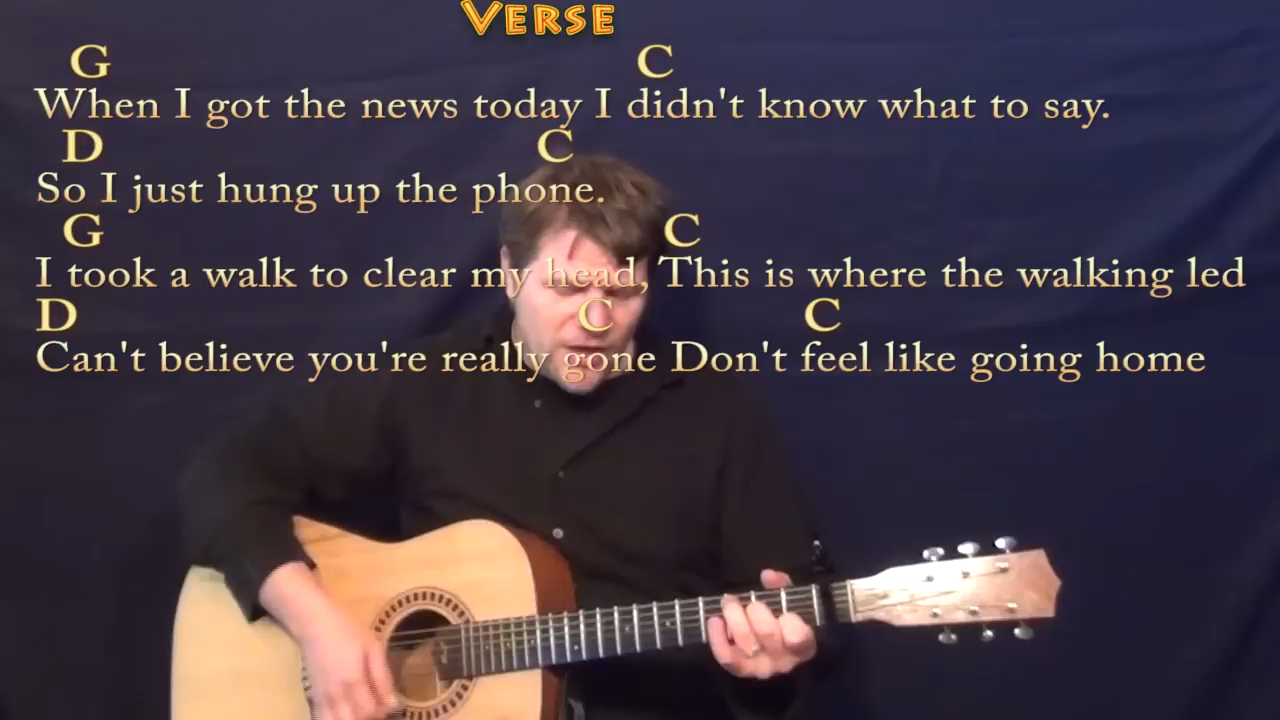 VERSE
G C
When I got the news today I didn't know what to say.
D C
So I just hung up the phone.
G C
I took a walk to clear my head, This is where the walking led
D C C
Can't believe you're really gone Don't feel like going home